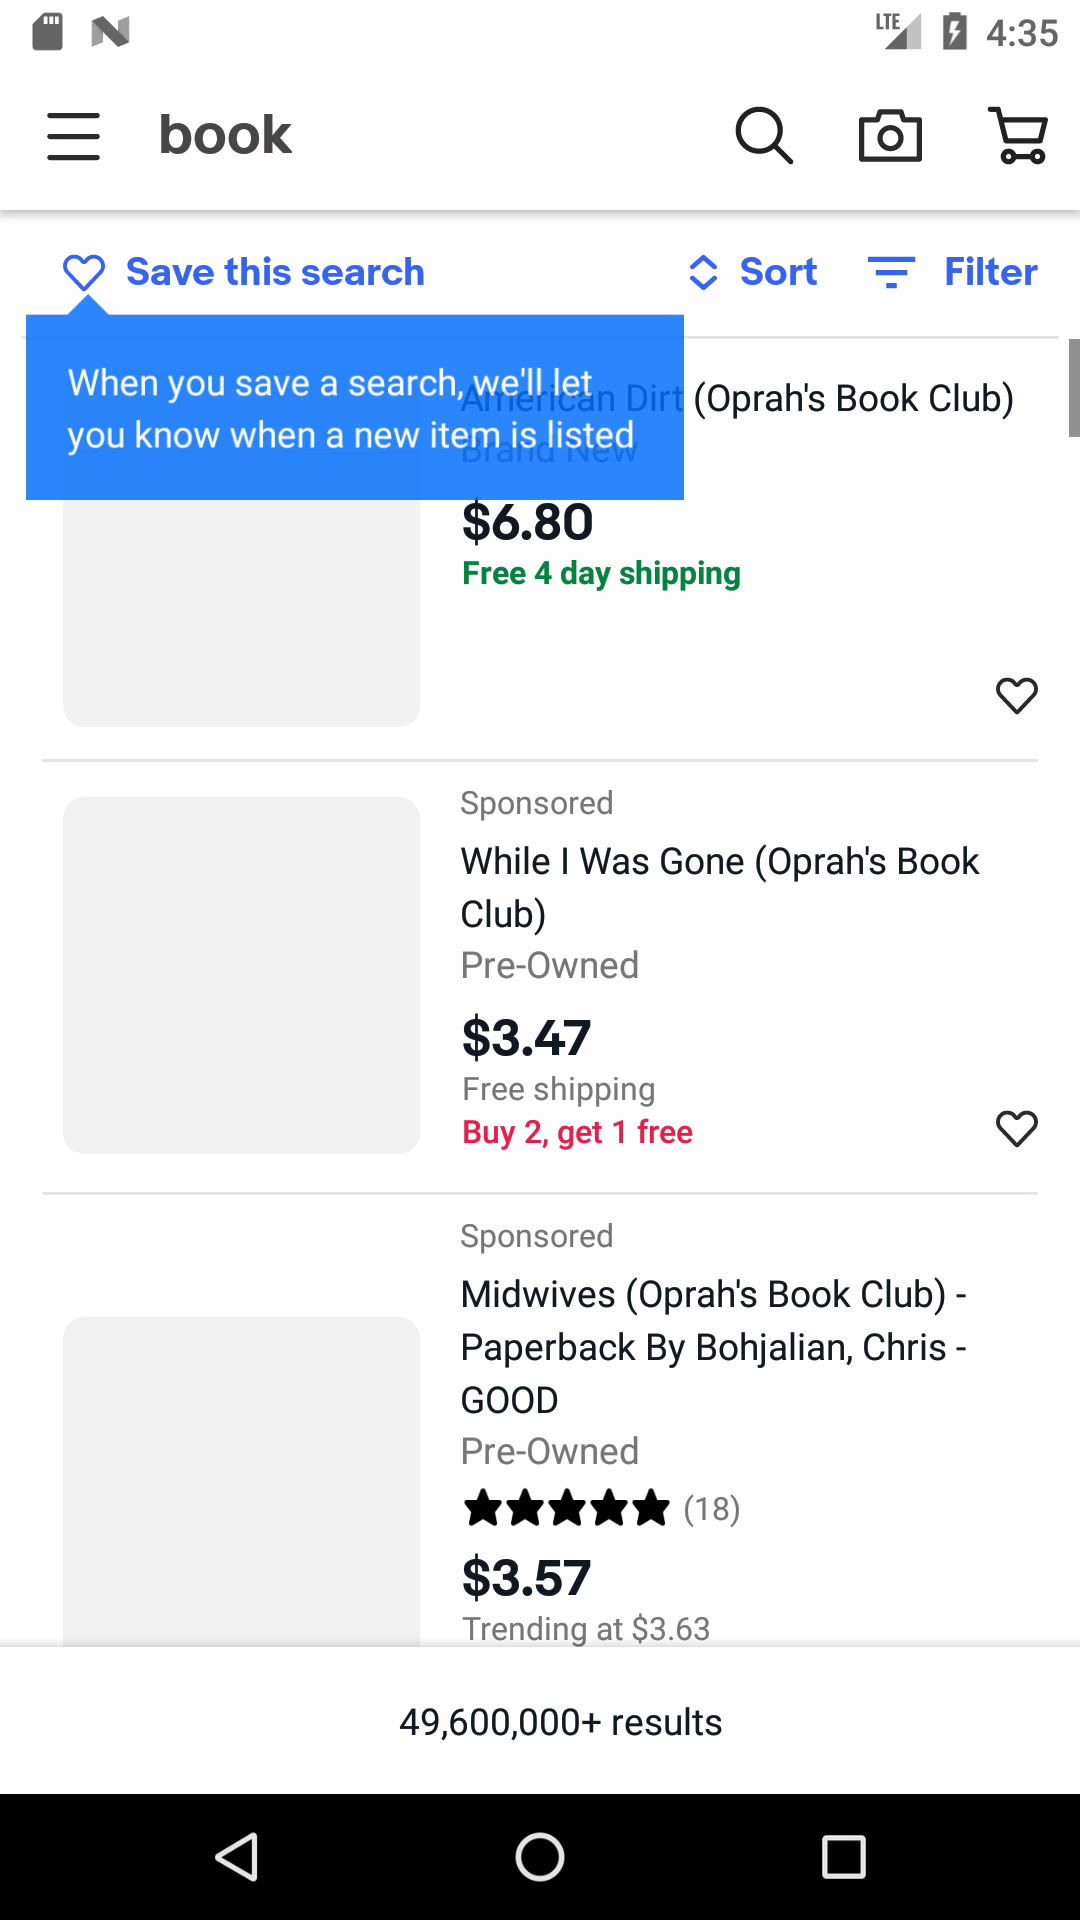 LTE 4:35
book
Save this search
Sort
Filter
When you save a search, we'll let
you know when a new item is listed
American Dirt (Oprah's Book Club)
Brand New
$6.80
Free 4 day shipping
Sponsored
While I Was Gone (Oprah's Book
Club)
Pre-Owned
$3.47
Free shipping
Buy 2, get 1 free
Sponsored
Midwives (Oprah's Book Club) -
Paperback By Bohjalian, Chris -
GOOD
Pre-Owned
(18)
$3.57
Trending at $3.63
49,600,000+ results